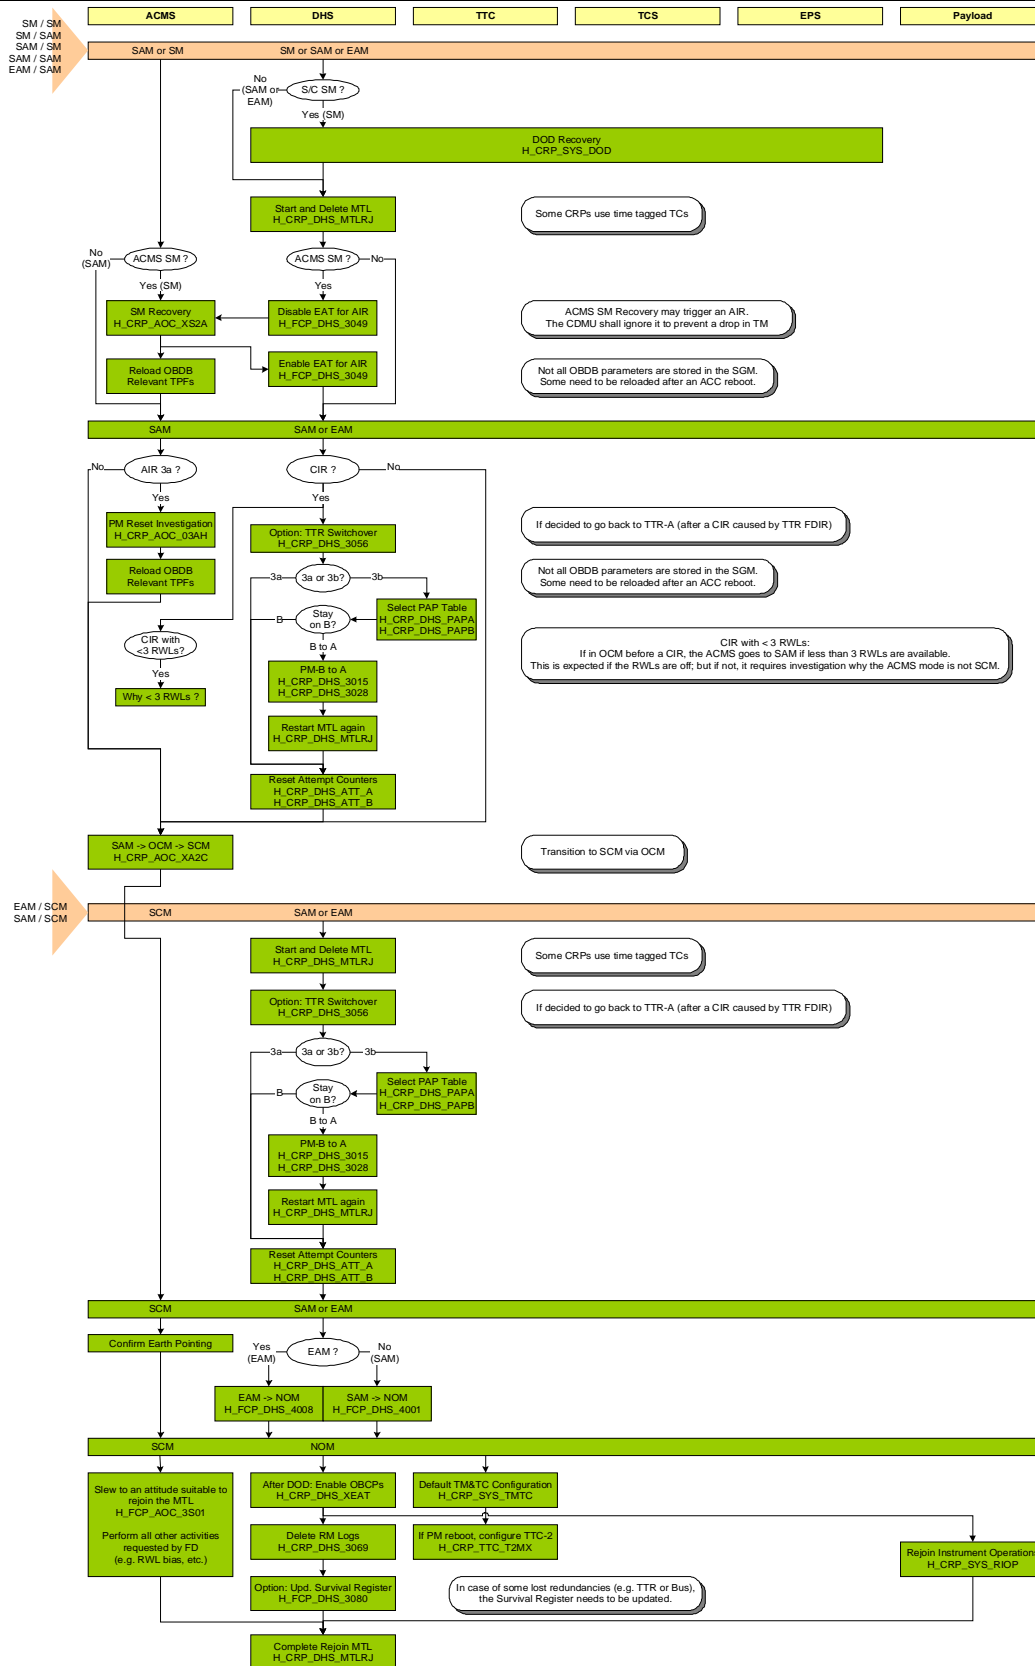 ACMS
DHS
TTC
TCS
EPS
Payload
SM / SM
SM / SAM
SAM / SM
SAM / SAM
EAM / SAM
SAM or SM
SM or SAM or EAM
No
(SAM or
EAM)
S/C SM ?
Yes (SM)
DOD Recovery
H_CRP_SYS_DOD
Start and Delete MTL
H_CRP_DHS_MTLRJ
Some CRPs use time tagged TCs
No
(SAM)
ACMS SM ?
Yes (SM)
ACMS SM ?
No
Yes
SM Recovery
H_CRP_AOC_XS2A
Disable EAT for AIR
H_FCP_DHS_3049
ACMS SM Recovery may trigger an AIR.
The CDMU shall ignore it to prevent a drop in TM
Reload OBDB
Relevant TPFs
Enable EAT for AIR
H_FCP_DHS_3049
Not all OBDB parameters are stored in the SGM.
Some need to be reloaded after an ACC reboot.
SAM
SAM or EAM
No
AIR 3a ?
Yes
CIR ?
No
Yes
PM Reset Investigation
H_CRP_AOC_03AH
Option: TTR Switchover
H_CRP_DHS_3056
If decided to go back to TTR-A (after a CIR caused by TTR FDIR)
Reload OBDB
Relevant TPFs
3a
3a or 3b?
3b
Not all OBDB parameters are stored in the SGM.
Some need to be reloaded after an ACC reboot.
Select PAP Table
H_CRP_DHS_PAPA
H_CRP_DHS_PAPB
B
Stay
on B?
B to A
CIR with
<3 RWLs?
Yes
Why < 3 RWLs ?
CIR with < 3 RWLs:
If in OCM before a CIR, the ACMS goes to SAM if less than 3 RWLs are available.
This is expected if the RWLs are off; but if not, it requires investigation why the ACMS mode is not SCM.
PM-B to A
H_CRP_DHS_3015
H_CRP_DHS_3028
Restart MTL again
H_CRP_DHS_MTLRJ
Reset Attempt Counters
H_CRP_DHS_ATT_A
H_CRP_DHS_ATT_B
SAM -> OCM -> SCM
H_CRP_AOC_XA2C
Transition to SCM via OCM
EAM / SCM
SAM / SCM
SCM
SAM or EAM
Start and Delete MTL
H_CRP_DHS_MTLRJ
Some CRPs use time tagged TCs
Option: TTR Switchover
H_CRP_DHS_3056
If decided to go back to TTR-A (after a CIR caused by TTR FDIR)
3a
3a or 3b?
3b
Select PAP Table
H_CRP_DHS_PAPA
H_CRP_DHS_PAPB
B
Stay
on B?
B to A
PM-B to A
H_CRP_DHS_3015
H_CRP_DHS_3028
Restart MTL again
H_CRP_DHS_MTLRJ
Reset Attempt Counters
H_CRP_DHS_ATT_A
H_CRP_DHS_ATT_B
SCM
SAM or EAM
Confirm Earth Pointing
Yes
(EAM)
EAM ?
No
(SAM)
EAM -> NOM
H_FCP_DHS_4008
SAM -> NOM
H_FCP_DHS_4001
SCM
NOM
Slew to an attitude suitable to
rejoin the MTL
H_FCP_AOC_3S01
Perform all other activities
requested by FD
(e.g. RWL bias, etc.)
After DOD: Enable OBCPs
H_CRP_DHS_XEAT
Default TM&TC Configuration
H_CRP_SYS_TMTC
Delete RM Logs
H_CRP_DHS_3069
If PM reboot, configure TTC-2
H_CRP_TTC_T2MX
Rejoin Instrument Operations
H_CRP_SYS_RIOP
Option: Upd. Survival Register
H_FCP_DHS_3080
In case of some lost redundancies (e.g. TTR or Bus),
the Survival Register needs to be updated.
Complete Rejoin MTL
H_CRP_DHS_MTLRJ